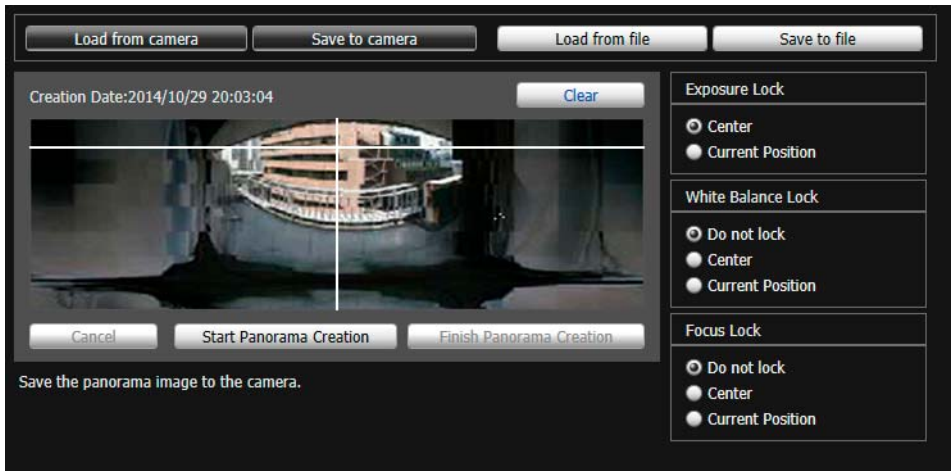 Load from camera
Save to camera
Load from file
Save to file
Creation Date:2014/10/29 20:03:04
Clear
Cancel
Start Panorama Creation
Finish Panorama Creation
Save the panorama image to the camera.
Exposure Lock
Center
Current Position
White Balance Lock
Do not lock
Center
Current Position
Focus Lock
Do not lock
Center
Current Position